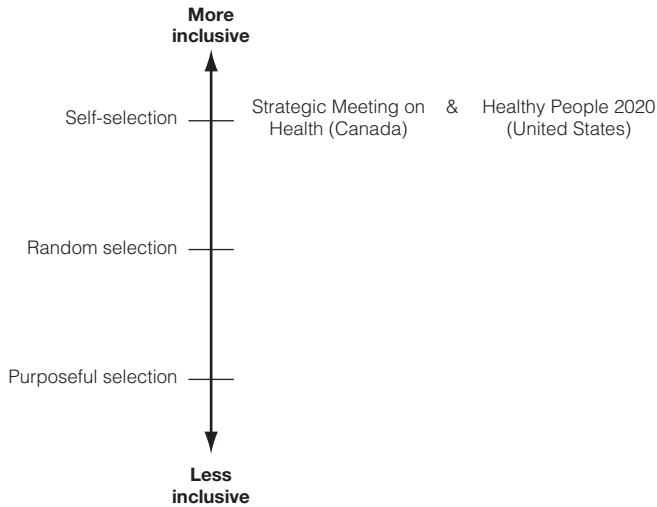 More
inclusive
Self-selection
Strategic Meeting on & Healthy People 2020
Health (Canada) (United States)
Random selection
Purposeful selection
Less
inclusive